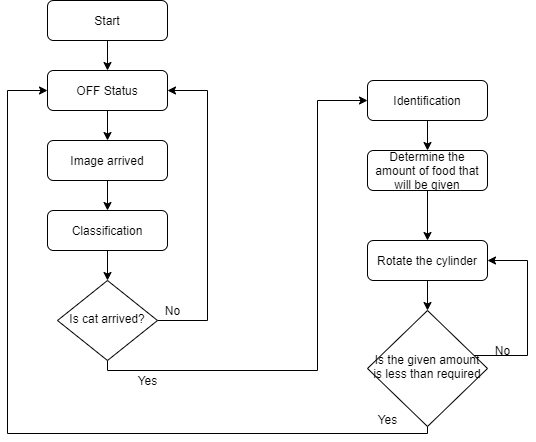 Start
OFF Status
Image arrived
Classification
Is cat arrived?
No
Yes
Identification
Determine the
amount of food that
will be given
Rotate the cylinder
Is the given amount
is less than required
No
Yes